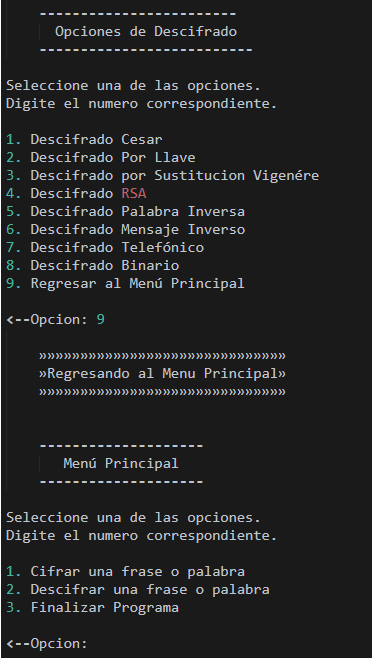 ------------------------
Opciones de Descifrado
--------------------------
Seleccione una de las opciones.
Digite el numero correspondiente.
1. Descifrado Cesar
2. Descifrado Por Llave
3. Descifrado por Sustitucion Vigenére
4. Descifrado RSA
5. Descifrado Palabra Inversa
6. Descifrado Mensaje Inverso
7. Descifrado Telefónico
8. Descifrado Binario
9. Regresar al Menú Principal
<--Opcion: 9
»»»»»»»»»»»»»»»»»»»»»»»»»»»»»»
»Regresando al Menu Principal»
»»»»»»»»»»»»»»»»»»»»»»»»»»»»»»
--------------------
Menú Principal
--------------------
Seleccione una de las opciones.
Digite el numero correspondiente.
1. Cifrar una frase o palabra
2. Descifrar una frase o palabra
3. Finalizar Programa
<--Opcion: